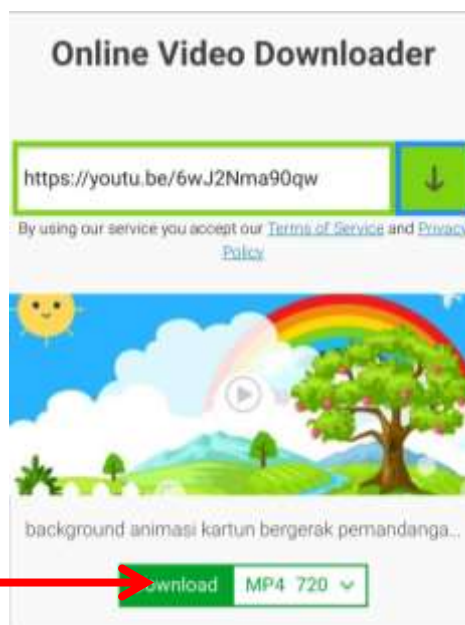 Online Video Downloader
https://youtu.be/6wJ2Nma90qw
By using our service you accept our Terms of Service and Privacy
Policy
background animasi kartun bergerak pemandanga...
Download MP4 720